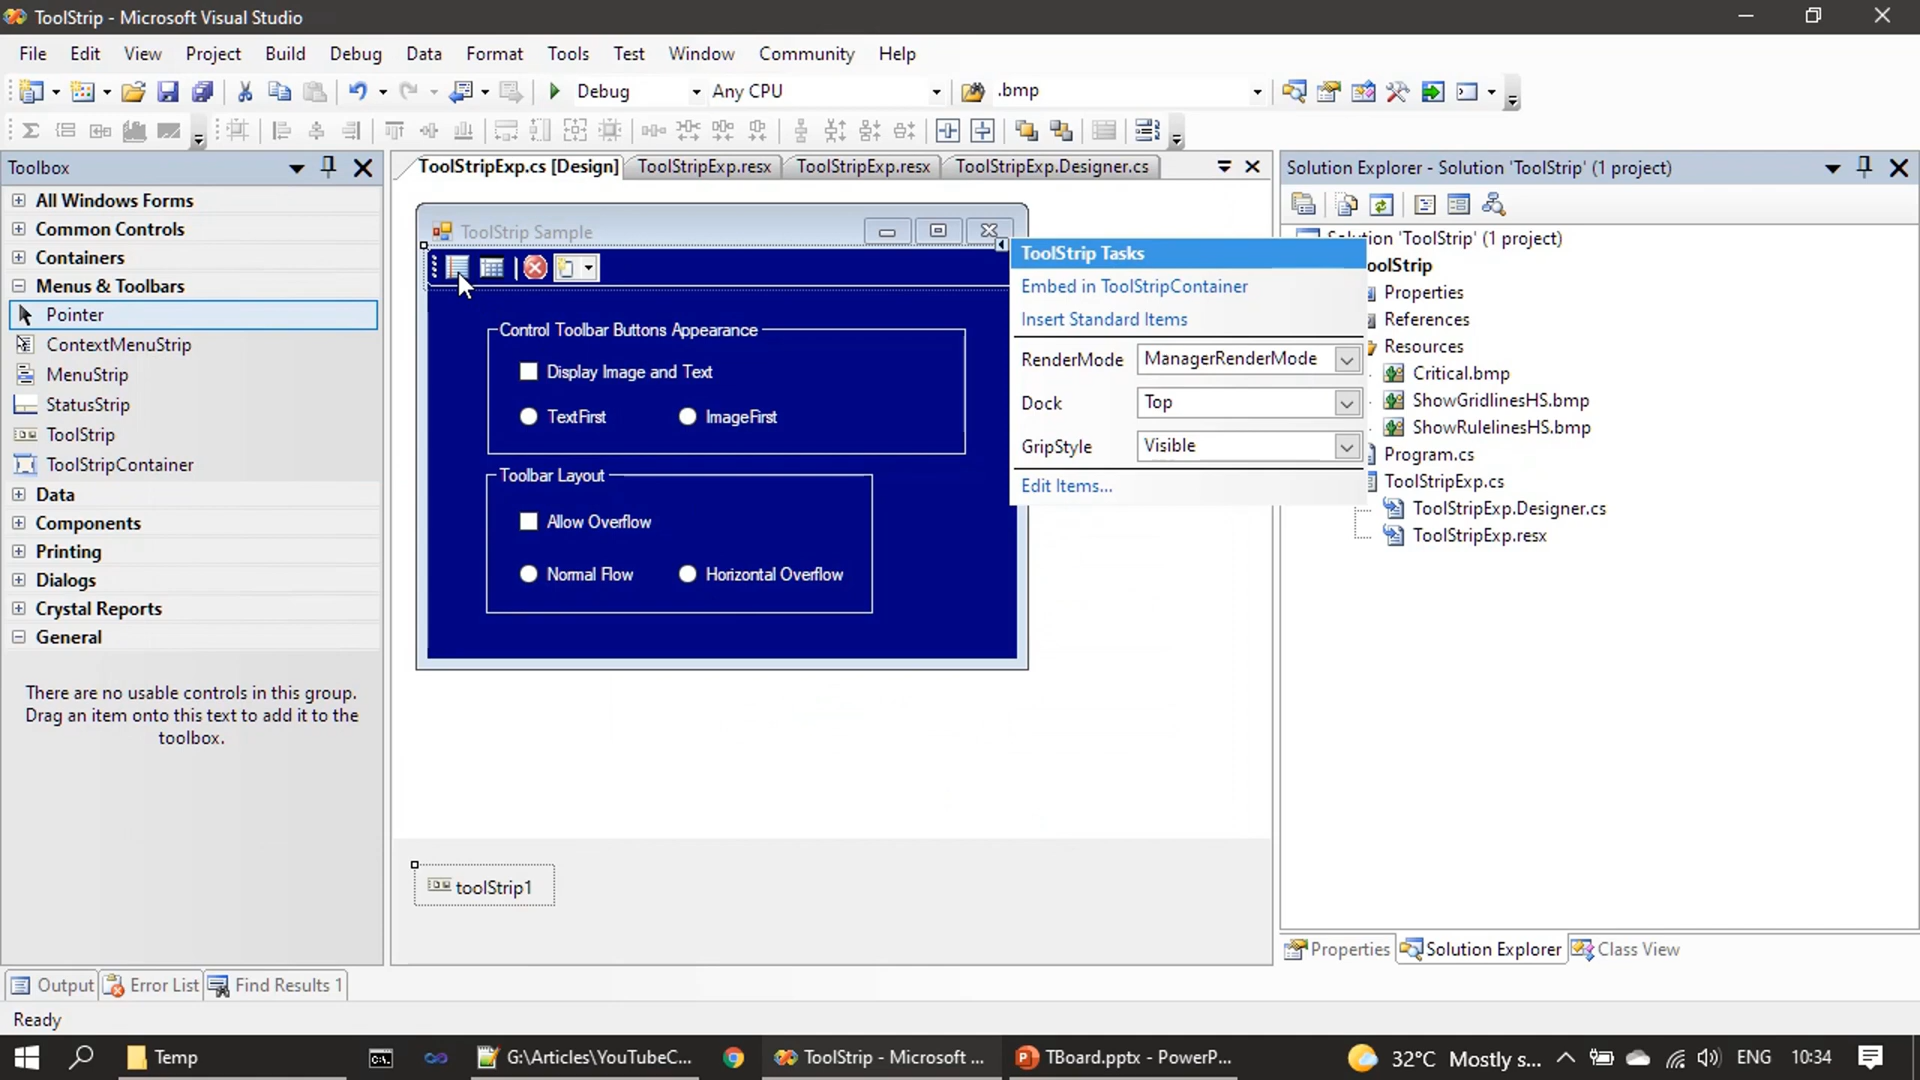 ToolStrip - Microsoft Visual Studio
File Edit View Project Build Debug Data Format Tools Test Window Community Help
Debug Any CPU .bmp
Toolbox
All Windows Forms
Common Controls
Containers
Menus & Toolbars
Pointer
ContextMenuStrip
MenuStrip
StatusStrip
ToolStrip
ToolStripContainer
Data
Components
Printing
Dialogs
Crystal Reports
General
There are no usable controls in this group.
Drag an item onto this text to add it to the
toolbox.
ToolStripExp.cs [Design] ToolStripExp.resx ToolStripExp.resx ToolStripExp.Designer.cs
ToolStrip Sample
Control Toolbar Buttons Appearance
Display Image and Text
TextFirst ImageFirst
Toolbar Layout
Allow Overflow
Normal Flow Horizontal Overflow
ToolStrip Tasks
Embed in ToolStripContainer
Insert Standard Items
RenderMode ManagerRenderMode
Dock Top
GripStyle Visible
Edit Items...
toolStrip1
Solution Explorer - Solution 'ToolStrip' (1 project)
Solution 'ToolStrip' (1 project)
oolStrip
Properties
References
Resources
Critical.bmp
ShowGridlinesHS.bmp
ShowRulelinesHS.bmp
Program.cs
ToolStripExp.cs
ToolStripExp.Designer.cs
ToolStripExp.resx
Properties Solution Explorer Class View
Output Error List Find Results 1
Ready
Temp G:\Articles\YouTubeC... ToolStrip - Microsoft ... TBoard.pptx - PowerP... 32°C Mostly s... ENG 10:34